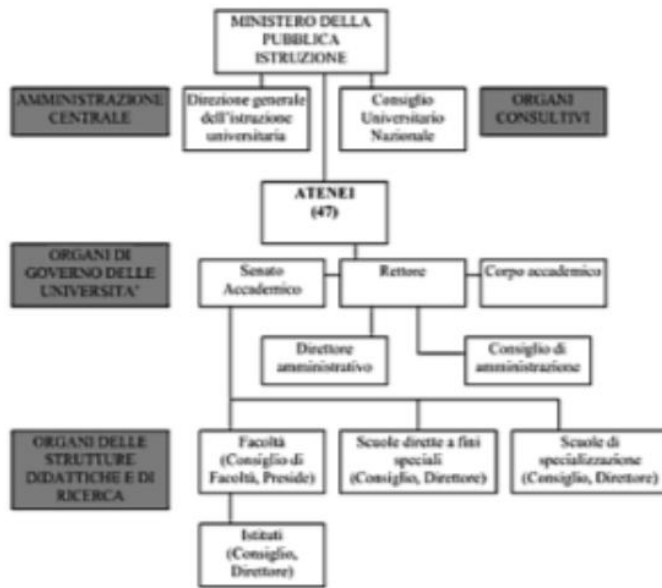 MINISTERO DELLA
PUBBLICA
ISTRUZIONE
AMMINISTRAZIONE
CENTRALE
Direzione generale
dell'istruzione
universitaria
Consiglio
Universitario
Nazionale
ORGANI
CONSULTIVI
ATENEI
(47)
ORGANI DI
GOVERNO DELLE
UNIVERSITA'
Senato
Accademico
Rettore
Corpo accademico
Direttore
amministrativo
Consiglio di
amministrazione
ORGANI DELLE
STRUTTURE
DIDATTICHE E DI
RICERCA
Facoltà
(Consiglio di
Facoltà, Preside)
Scuole dirette a fini
speciali
(Consiglio, Direttore)
Scuole di
specializzazione
(Consiglio, Direttore)
Istituti
(Consiglio,
Direttore)